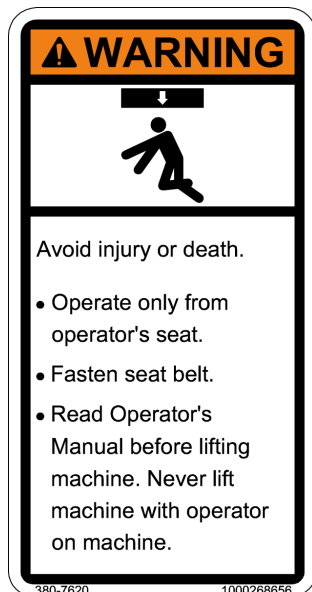 WARNING
Avoid injury or death.
• Operate only from
operator's seat.
• Fasten seat belt.
• Read Operator's
Manual before lifting
machine. Never lift
machine with operator
on machine.
380-7620 1000268656